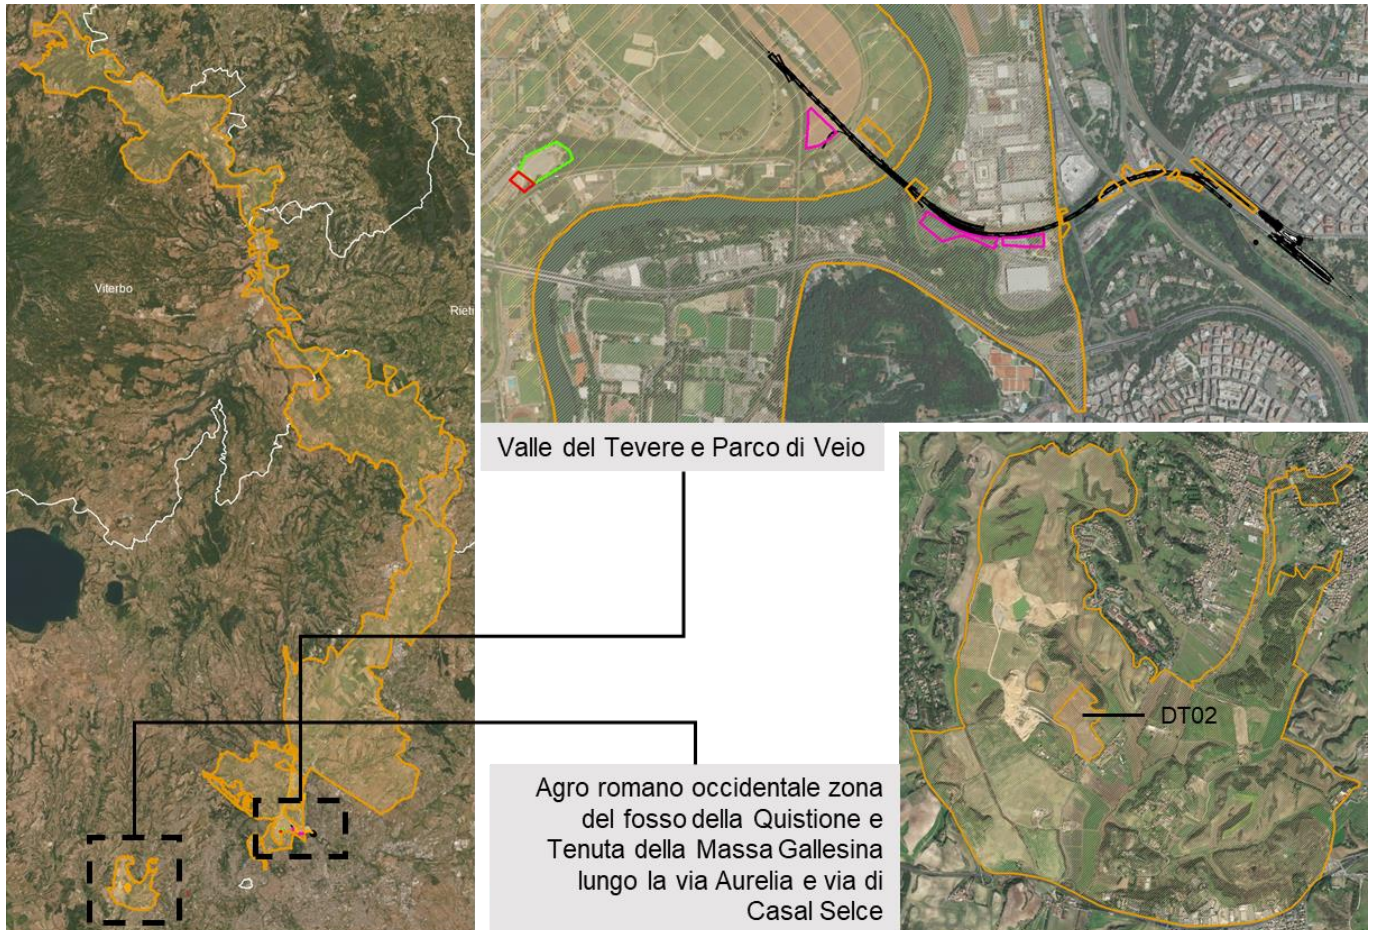 Viterbo
Rieti
Valle del Tevere e Parco di Veio
DT02
Agro romano occidentale zona
del fosso della Quistione e
Tenuta della Massa Gallesina
lungo la via Aurelia e via di
Casal Selce